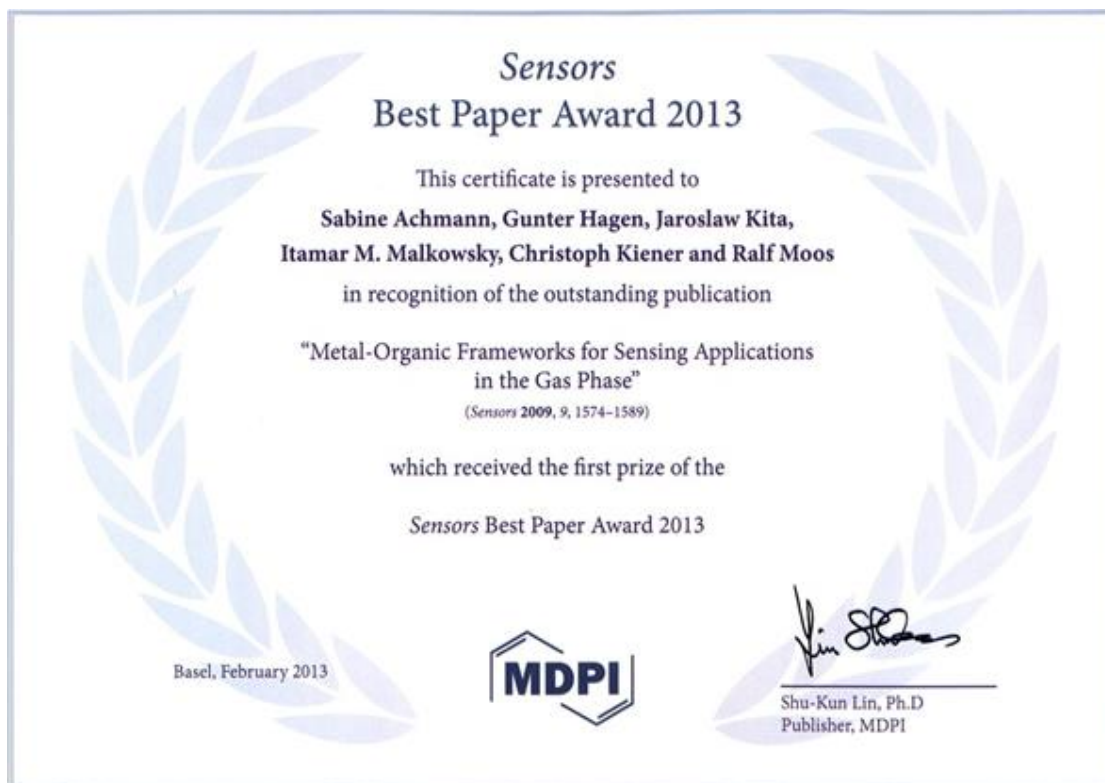 Sensors
Best Paper Award 2013
This certificate is presented to
Sabine Achmann, Gunter Hagen, Jaroslaw Kita,
Itamar M. Malkowsky, Christoph Kiener and Ralf Moos
in recognition of the outstanding publication
“Metal-Organic Frameworks for Sensing Applications
in the Gas Phase”
(Sensors 2009, 9, 1574–1589)
which received the first prize of the
Sensors Best Paper Award 2013
Basel, February 2013
MDPI
Shu-Kun Lin, Ph.D
Publisher, MDPI